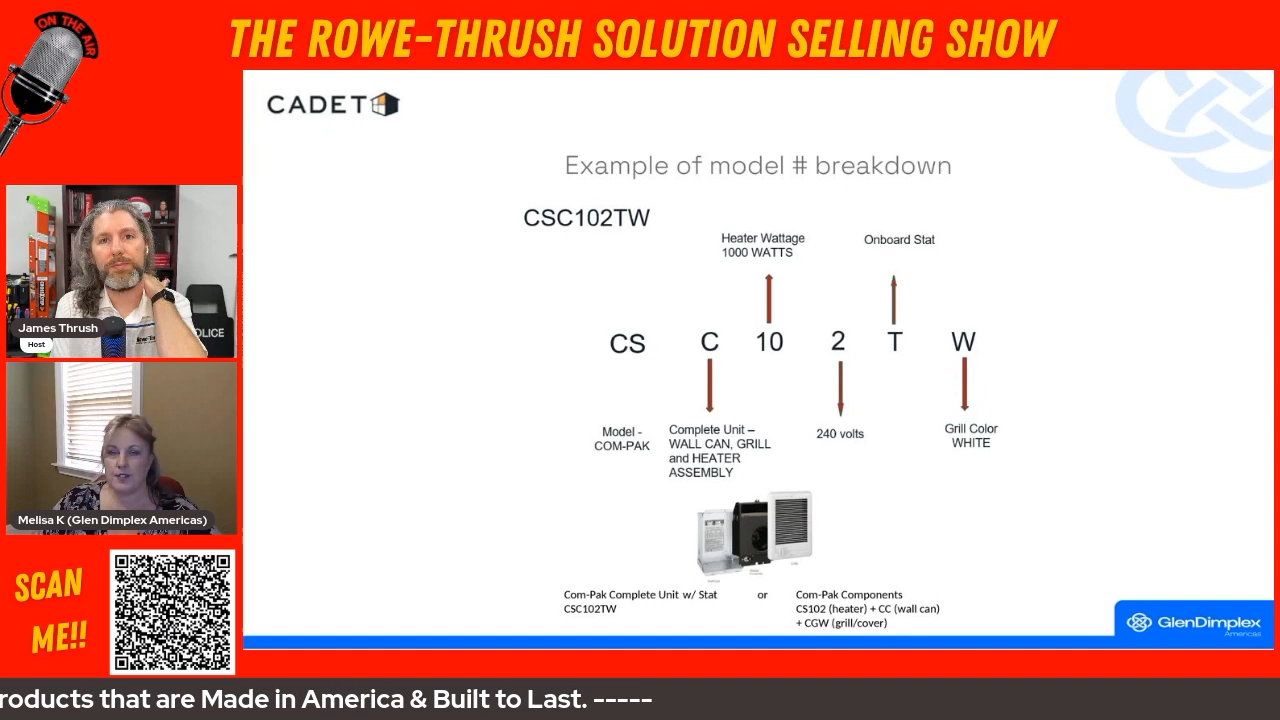 ON THE AIR
THE ROWE-THRUSH SOLUTION SELLING SHOW
CADET
Example of model # breakdown
CSC102TW
Heater Wattage
1000 WATTS
Onboard Stat
CS C 10 2 T W
Model -
COM-PAK
Complete Unit –
WALL CAN, GRILL
and HEATER
ASSEMBLY
240 volts
Grill Color
WHITE
Com-Pak Complete Unit w/ Stat
CSC102TW
or
Com-Pak Components
CS102 (heater) + CC (wall can)
+ CGW (grill/cover)
GlenDimplex
Americas
James Thrush
Host
OLICE
Melisa K (Glen Dimplex Americas)
SCAN
ME!!
roducts that are Made in America & Built to Last. -----